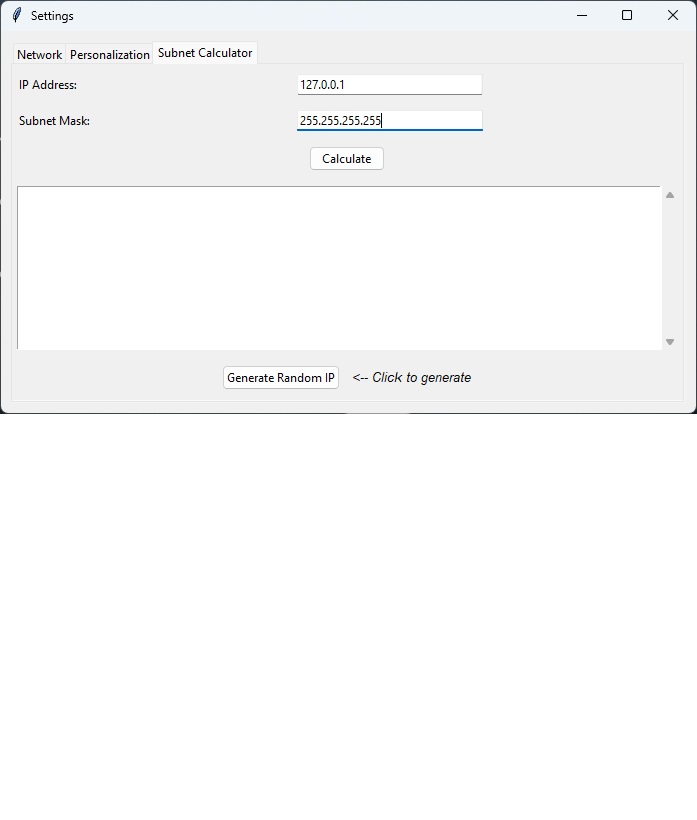 Settings
Network Personalization Subnet Calculator
IP Address: 127.0.0.1
Subnet Mask: 255.255.255.255
Calculate
Generate Random IP <-- Click to generate